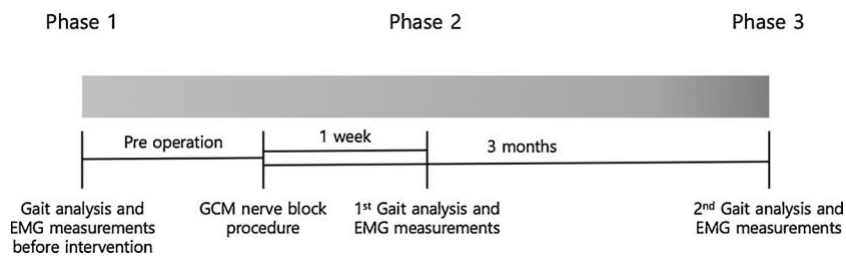 Phase 1
Phase 2
Phase 3
Pre operation
1 week
3 months
Gait analysis and
EMG measurements
before intervention
GCM nerve block
procedure
1st Gait analysis and
EMG measurements
2nd Gait analysis and
EMG measurements